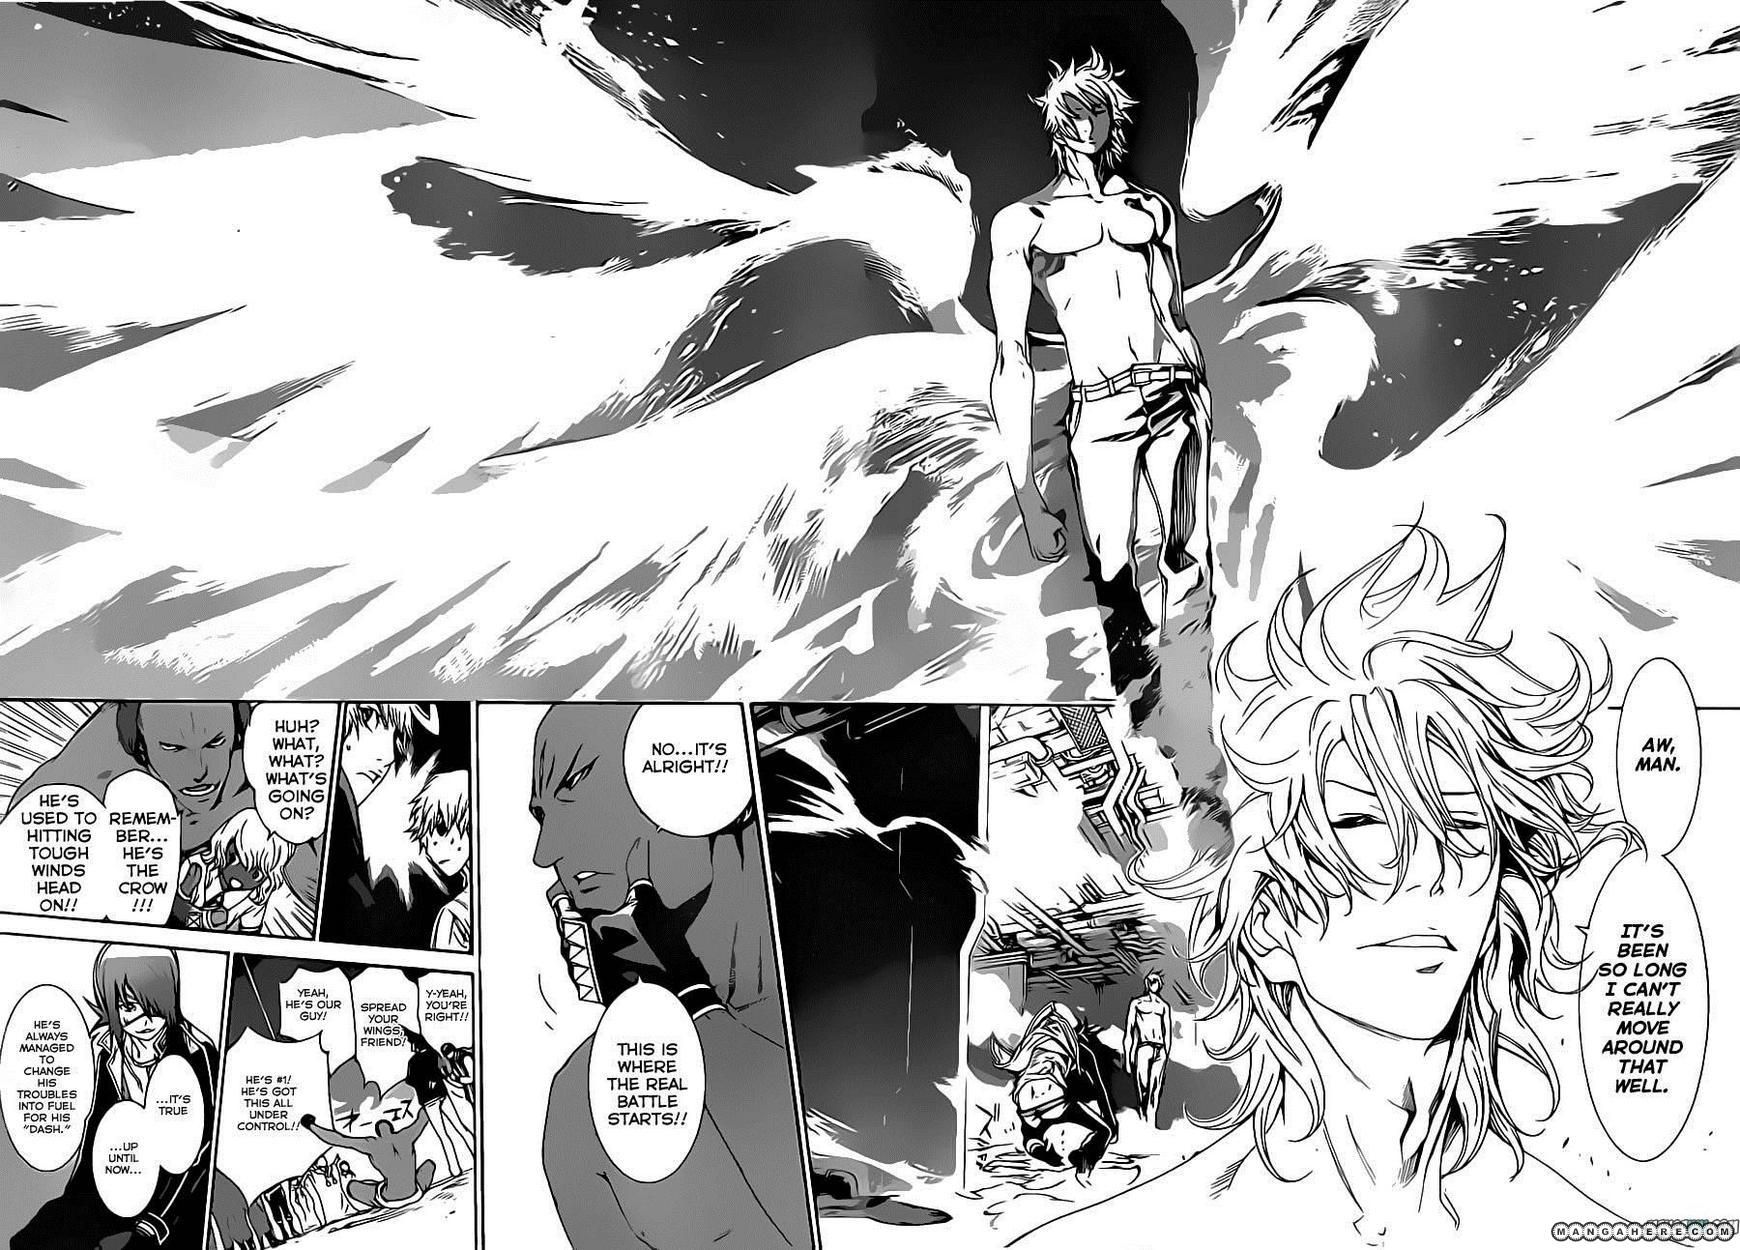 AW,
MAN.
IT'S
BEEN
SO LONG
I CAN'T
REALLY
MOVE
AROUND
THAT
WELL.
NO...IT'S
ALRIGHT!!
THIS IS
WHERE
THE REAL
BATTLE
STARTS!!
HUH?
WHAT,
WHAT?
WHAT'S
GOING
ON?
REMEM-
BER...
HE'S
THE
CROW
!!!
HE'S
USED TO
HITTING
TOUGH
WINDS
HEAD
ON!!
Y-YEAH,
YOU'RE
RIGHT!!
SPREAD
YOUR
WINGS,
FRIEND!
YEAH,
HE'S OUR
GUY!
HE'S #1!
HE'S GOT
THIS ALL
UNDER
CONTROL!!
...IT'S
TRUE
...UP
UNTIL
NOW...
HE'S
ALWAYS
MANAGED
TO
CHANGE
HIS
TROUBLES
INTO FUEL
FOR HIS
"DASH."
MANGAHERE.COM